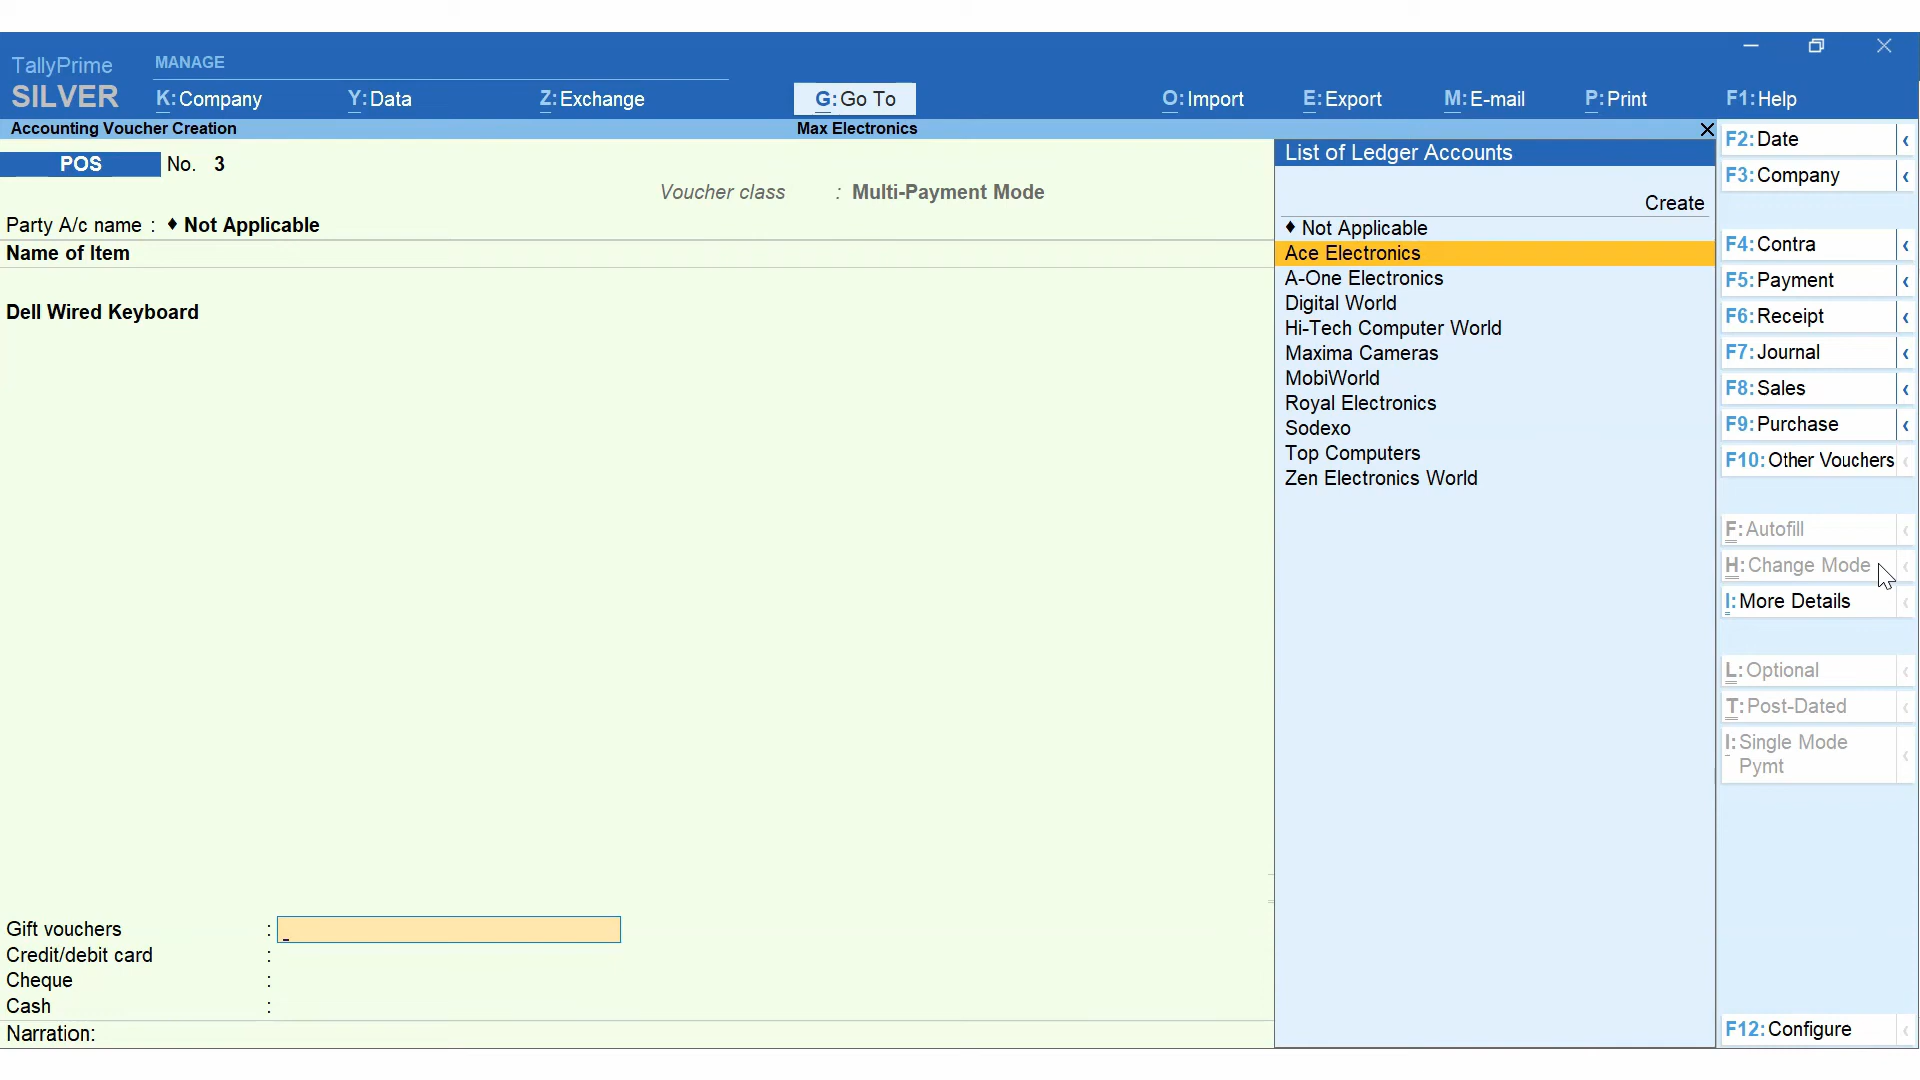 TallyPrime
MANAGE
SILVER
K: Company
Y: Data
Z: Exchange
G: Go To
O: Import
E: Export
M: E-mail
P: Print
F1: Help
Accounting Voucher Creation
Max Electronics
POS No. 3
Voucher class : Multi-Payment Mode
Party A/c name : ♦ Not Applicable
Name of Item
Dell Wired Keyboard
Gift vouchers :
Credit/debit card :
Cheque :
Cash :
Narration:
List of Ledger Accounts
Create
♦ Not Applicable
Ace Electronics
A-One Electronics
Digital World
Hi-Tech Computer World
Maxima Cameras
MobiWorld
Royal Electronics
Sodexo
Top Computers
Zen Electronics World
F2: Date
F3: Company
F4: Contra
F5: Payment
F6: Receipt
F7: Journal
F8: Sales
F9: Purchase
F10: Other Vouchers
F: Autofill
H: Change Mode
I: More Details
L: Optional
T: Post-Dated
I: Single Mode
Pymt
F12: Configure